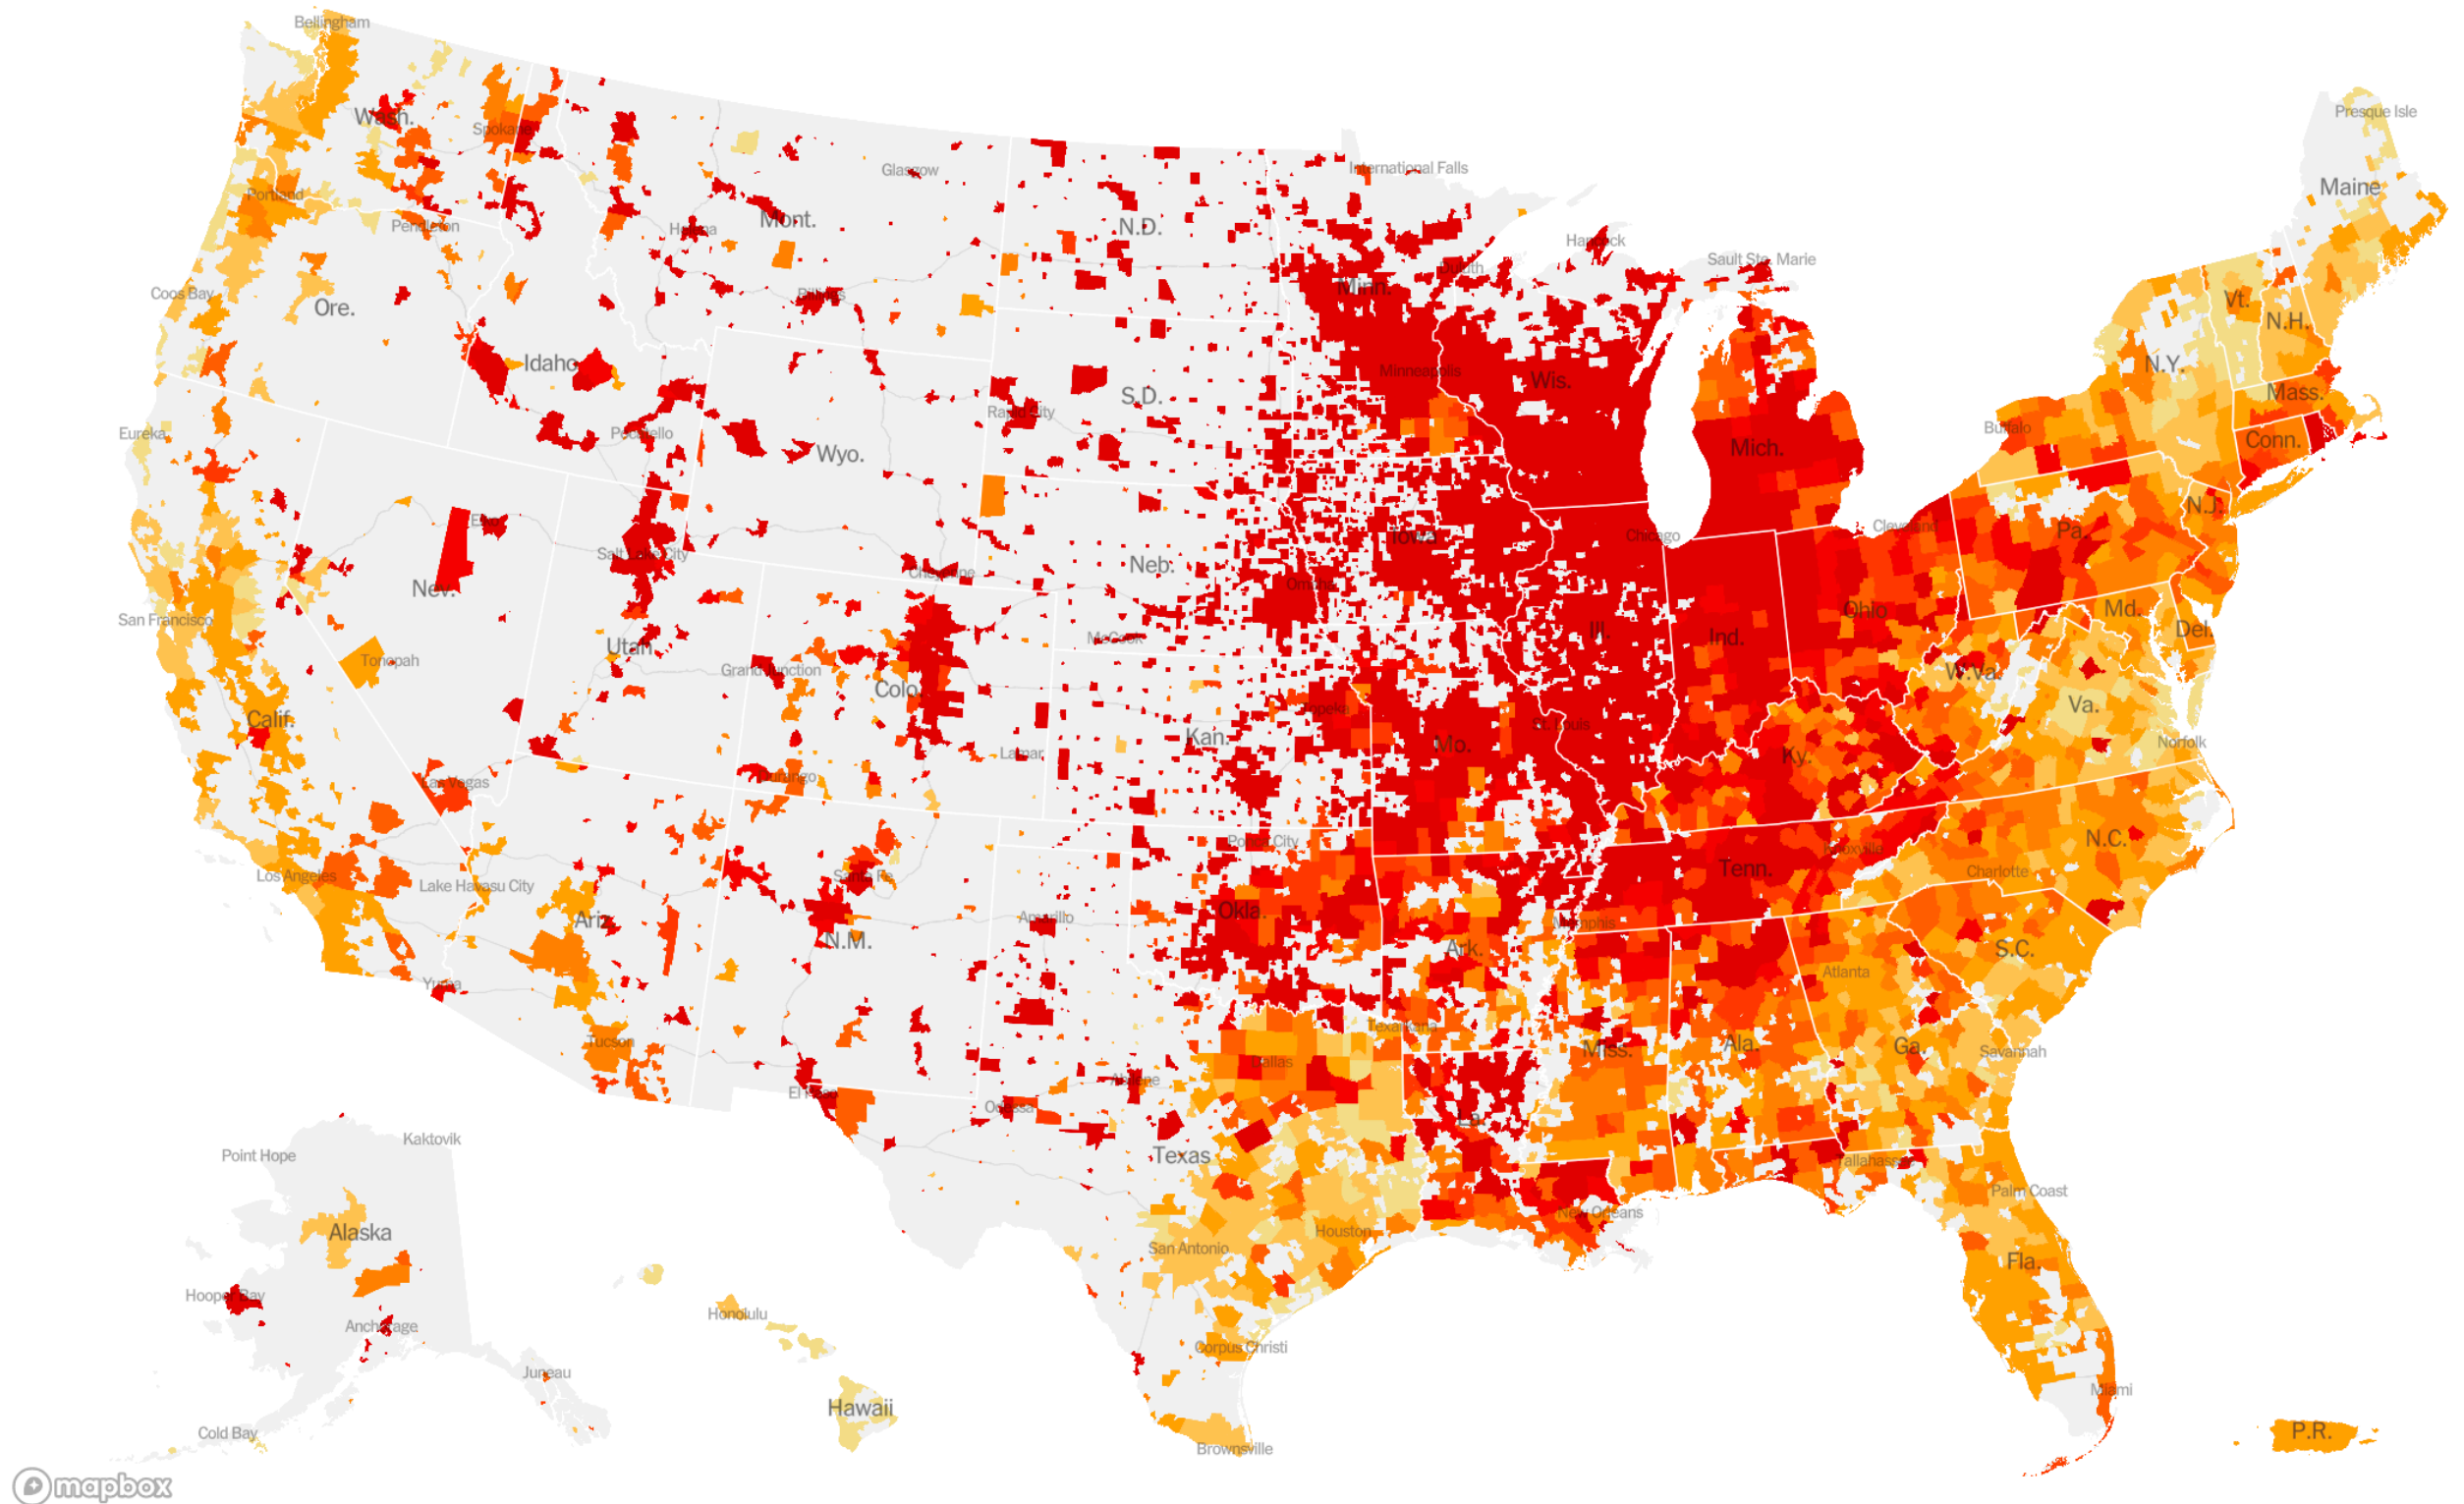 Bellingham
Presque Isle
Wash.
Spokane
Glasgow
International Falls
Maine
Portland
Pendleton
Helena
Mont.
N.D.
Hancock
Sault Ste. Marie
Duluth
Coos Bay
Ore.
Billings
Minn.
Vt.
N.H.
Idaho
Minneapolis
Wis.
N.Y.
S.D.
Rapid City
Mass.
Eureka
Pocatello
Wyo.
Mich.
Buffalo
Conn.
Elko
N.J.
Salt Lake City
Iowa
Chicago
Cleveland
Pa.
Nev.
Cheyenne
Neb.
Omaha
San Francisco
Ohio
Md.
Del.
Utah
McCook
Ill.
Ind.
Tonopah
Grand Junction
Colo.
W.Va.
Calif.
Topeka
St. Louis
Va.
Kan.
Mo.
Ky.
Norfolk
Las Vegas
Durango
Lamar
Ponca City
N.C.
Knoxville
Los Angeles
Lake Havasu City
Santa Fe
Tenn.
Charlotte
Ariz.
N.M.
Amarillo
Okla.
Memphis
Ark.
S.C.
Yuma
Atlanta
Texarkana
Tucson
Dallas
Miss.
Ala.
Ga.
Savannah
El Paso
Odessa
Abilene
La.
Kaktovik
Point Hope
Texas
Tallahassee
Palm Coast
Alaska
New Orleans
Houston
San Antonio
Fla.
Hooper Bay
Anchorage
Honolulu
Corpus Christi
Juneau
Miami
Hawaii
Cold Bay
Brownsville
P.R.
mapbox